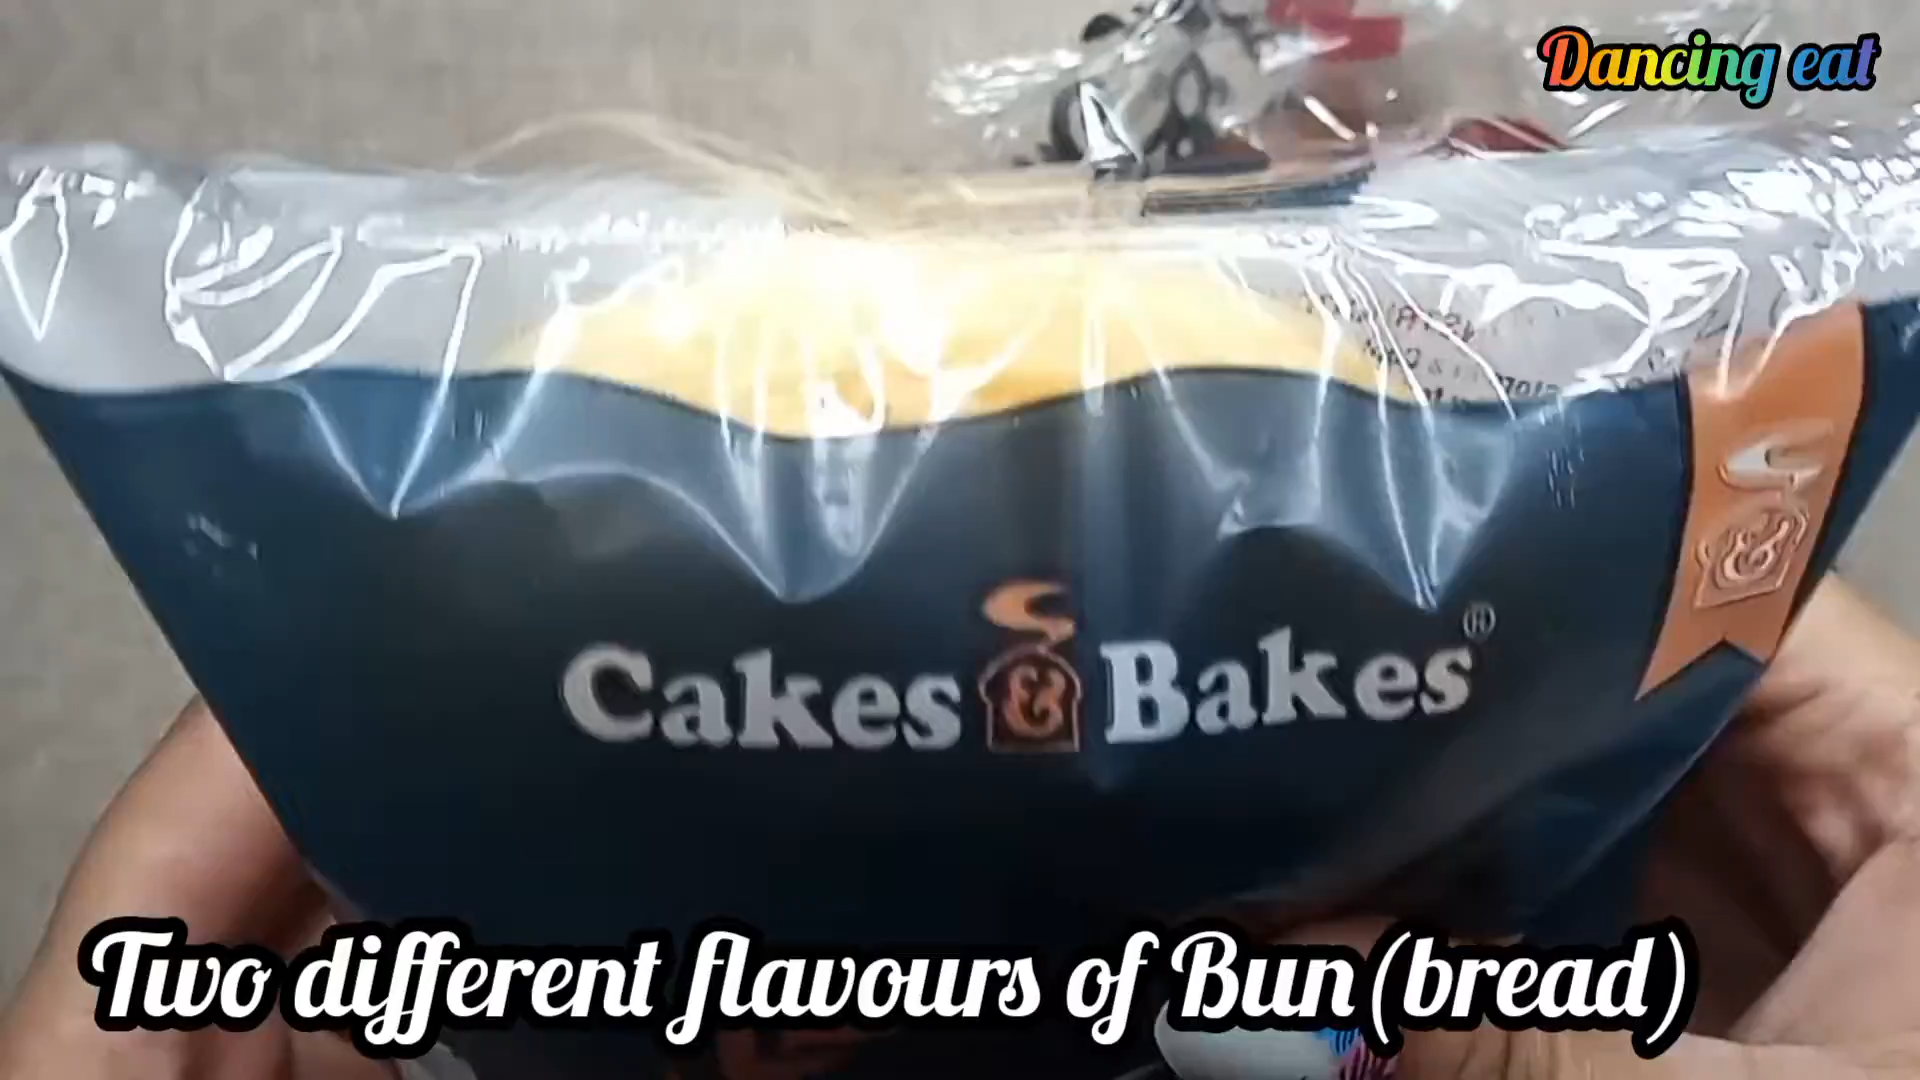 Dancing eat
Cakes & Bakes®
&
Two different flavours of Bun(bread)